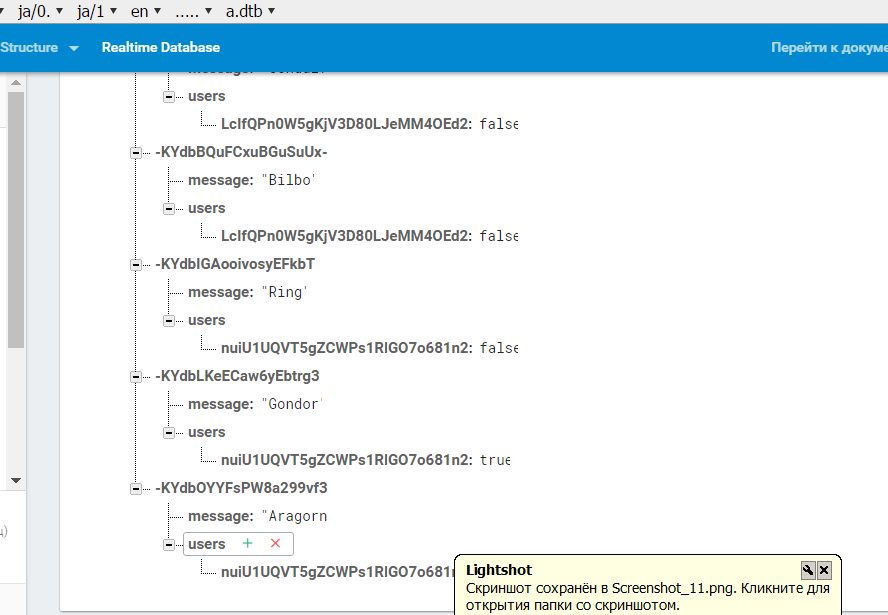 ja/0. ja/1 en ..... a.dtb
Structure Realtime Database Перейти к докуме
message:
users
LcIfQPn0W5gKjV3D80LJeMM4OEd2: false
-KYdbBQuFCxuBGuSuUx-
message: "Bilbo"
users
LcIfQPn0W5gKjV3D80LJeMM4OEd2: false
-KYdbIGAooivosyEFkbT
message: "Ring"
users
nuiU1UQVT5gZCWPs1RIGO7o681n2: false
-KYdbLKeECaw6yEbtrg3
message: "Gondor"
users
nuiU1UQVT5gZCWPs1RIGO7o681n2: true
-KYdbOYYFsPW8a299vf3
message: "Aragorn
users + ×
nuiU1UQVT5gZCWPs1RIGO7o681
Lightshot
Скриншот сохранён в Screenshot_11.png. Кликните для
открытия папки со скриншотом.